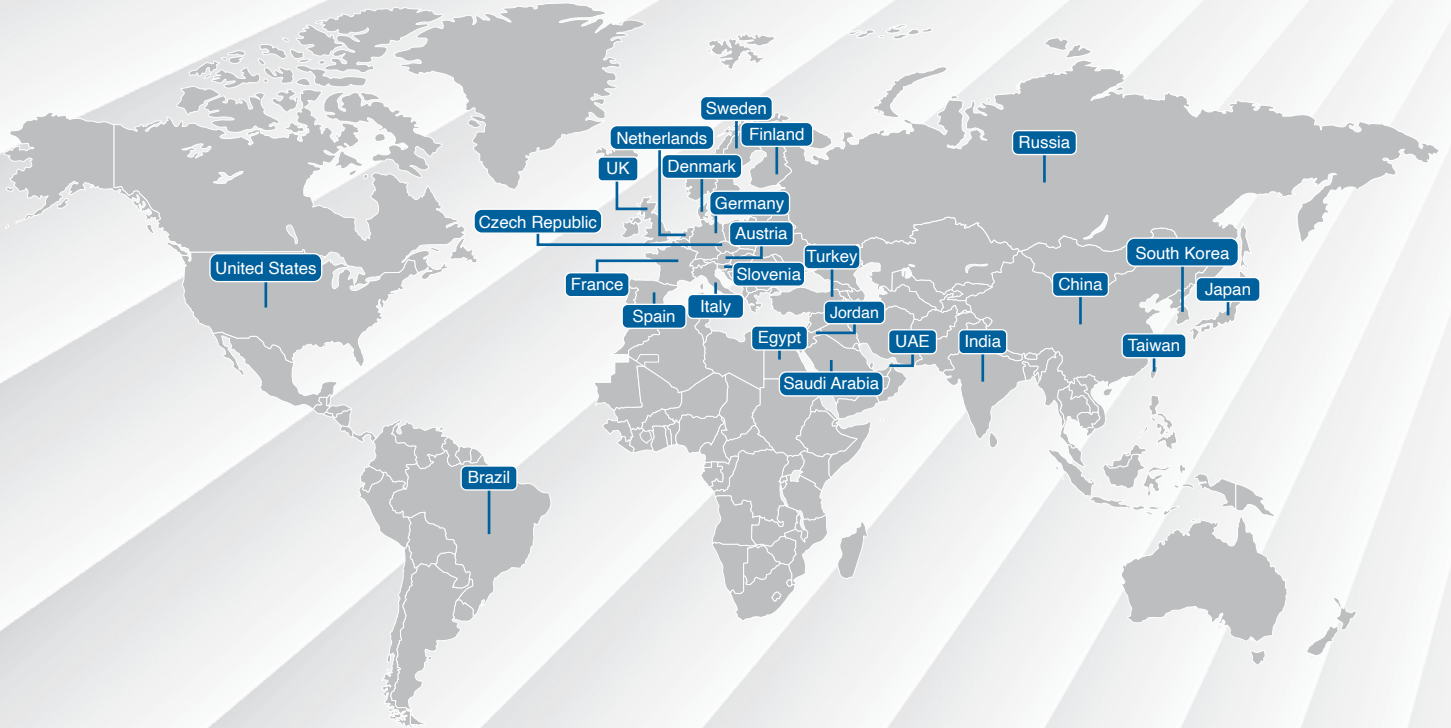 Sweden
Netherlands
Finland
Russia
UK
Denmark
Germany
Czech Republic
Austria
South Korea
Turkey
United States
Slovenia
France
China
Japan
Italy
Spain
Jordan
Egypt
UAE
India
Taiwan
Saudi Arabia
Brazil